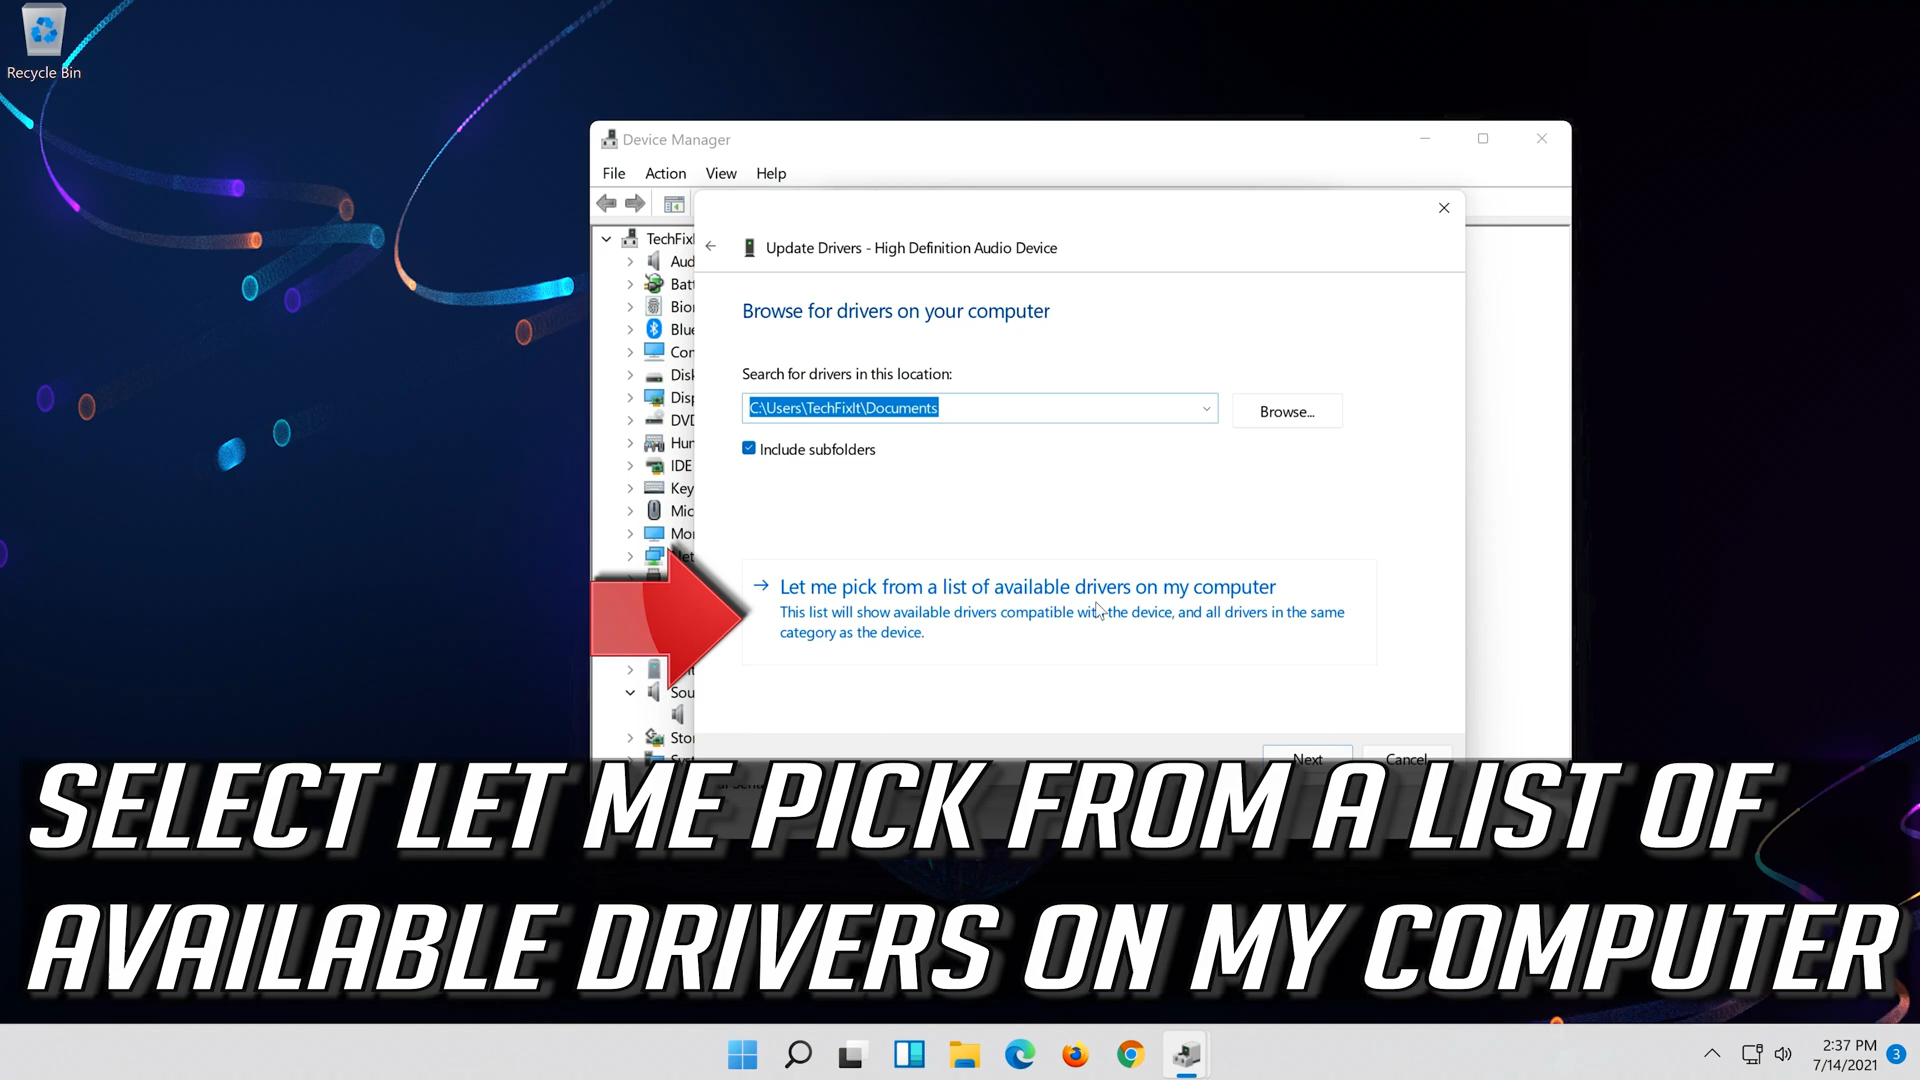 Recycle Bin
Device Manager
File Action View Help
Update Drivers - High Definition Audio Device
TechFixI
Aud
Batt
Bion
Blue
Con
Disk
Disp
DVD
Hum
IDE
Key
Mic
Mor
Net
Sou
Stor
Browse for drivers on your computer
Search for drivers in this location:
C:\Users\TechFixIt\Documents
Browse...
Include subfolders
Let me pick from a list of available drivers on my computer
This list will show available drivers compatible with the device, and all drivers in the same
category as the device.
Next Cancel
SELECT LET ME PICK FROM A LIST OF
AVAILABLE DRIVERS ON MY COMPUTER
2:37 PM
7/14/2021
3